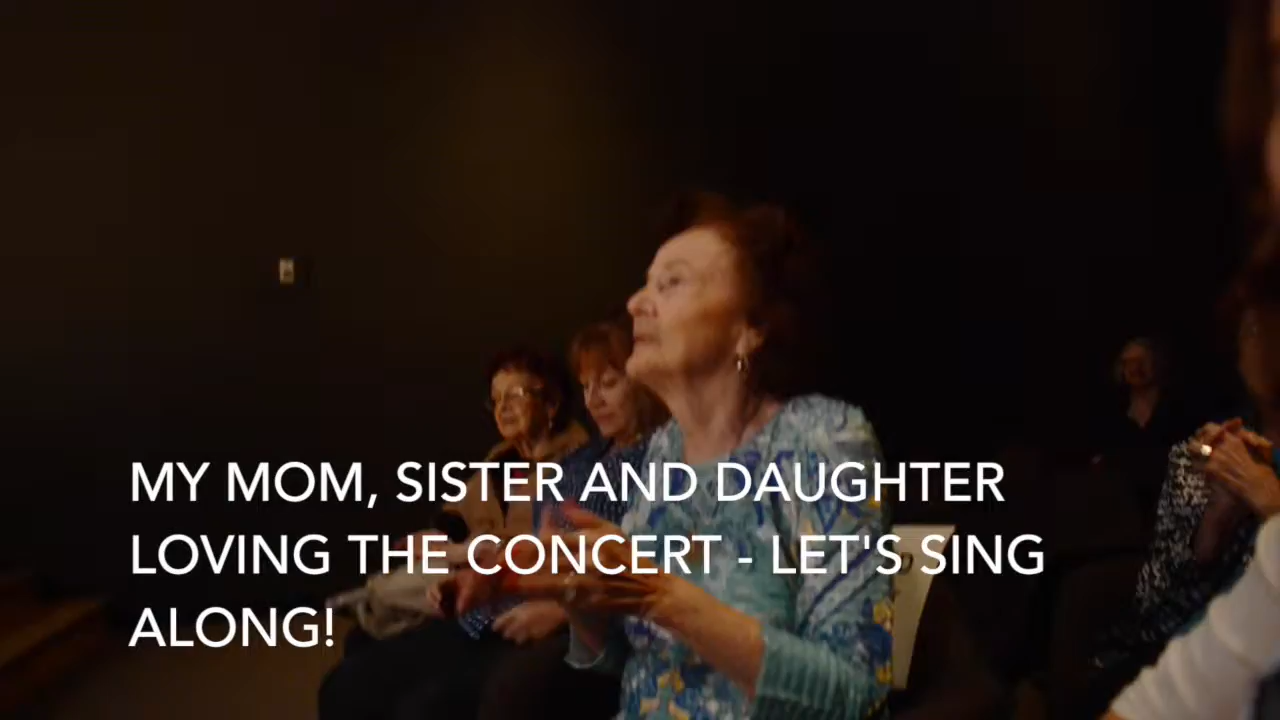 MY MOM, SISTER AND DAUGHTER
LOVING THE CONCERT - LET'S SING
ALONG!